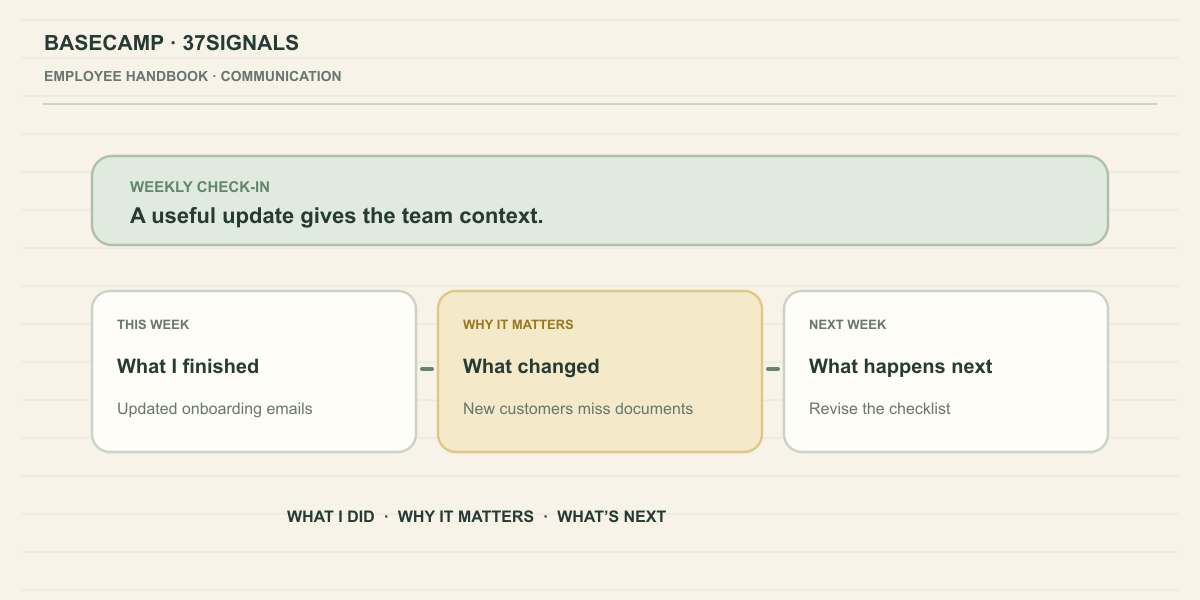 BASECAMP · 37SIGNALS
EMPLOYEE HANDBOOK · COMMUNICATION
WEEKLY CHECK-IN
A useful update gives the team context.
THIS WEEK
What I finished
Updated onboarding emails
WHY IT MATTERS
What changed
New customers miss documents
NEXT WEEK
What happens next
Revise the checklist
WHAT I DID · WHY IT MATTERS · WHAT’S NEXT